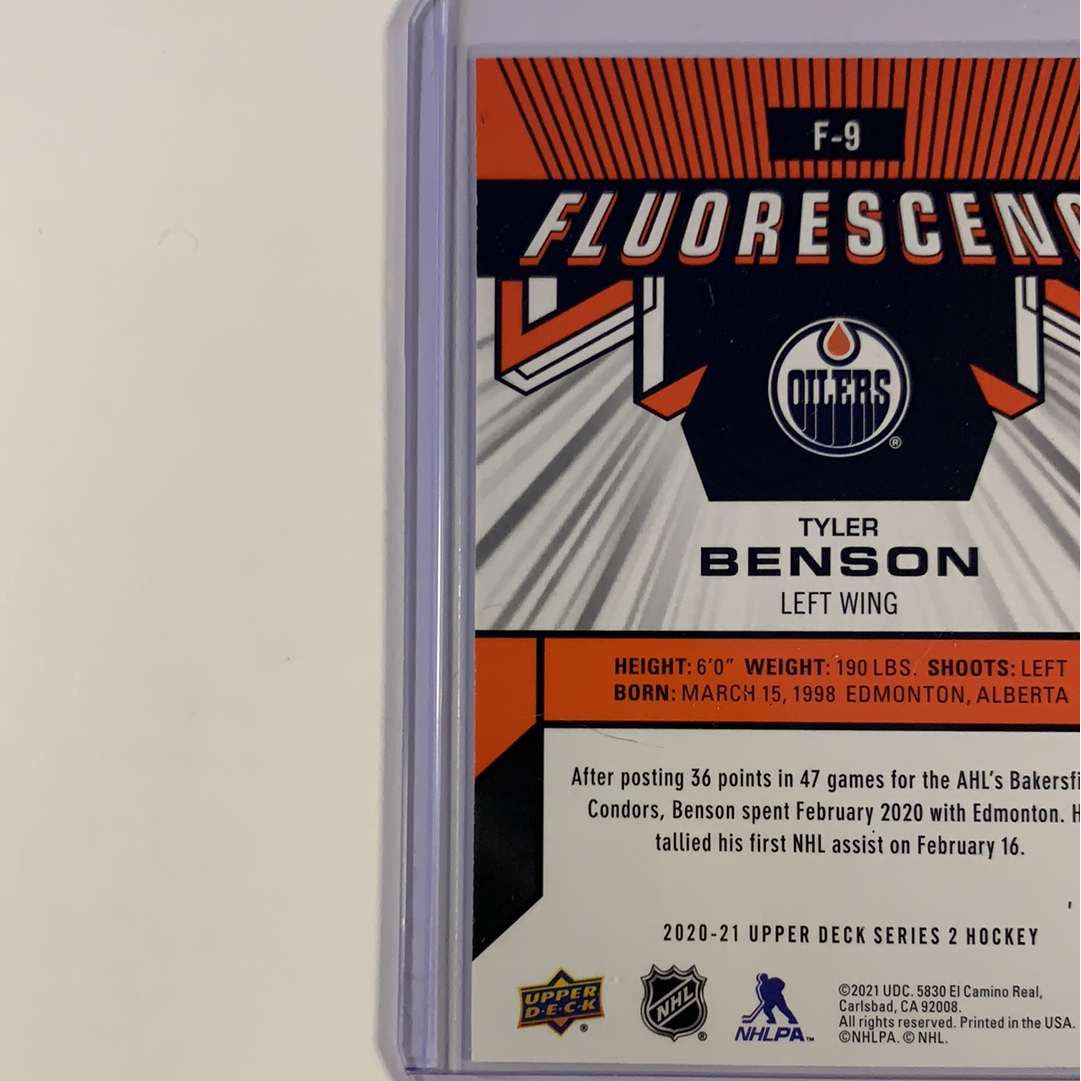 F-9
FLUORESCENC
OILERS
®
TYLER
BENSON
LEFT WING
HEIGHT: 6'0" WEIGHT: 190 LBS. SHOOTS: LEFT
BORN: MARCH 15, 1998 EDMONTON, ALBERTA
After posting 36 points in 47 games for the AHL's Bakersfi
Condors, Benson spent February 2020 with Edmonton. H
tallied his first NHL assist on February 16.
2020-21 UPPER DECK SERIES 2 HOCKEY
UPPER
D·E·C·K
®
NHL
®
NHLPA™
©2021 UDC. 5830 El Camino Real,
Carlsbad, CA 92008.
All rights reserved. Printed in the USA.
©NHLPA. © NHL.